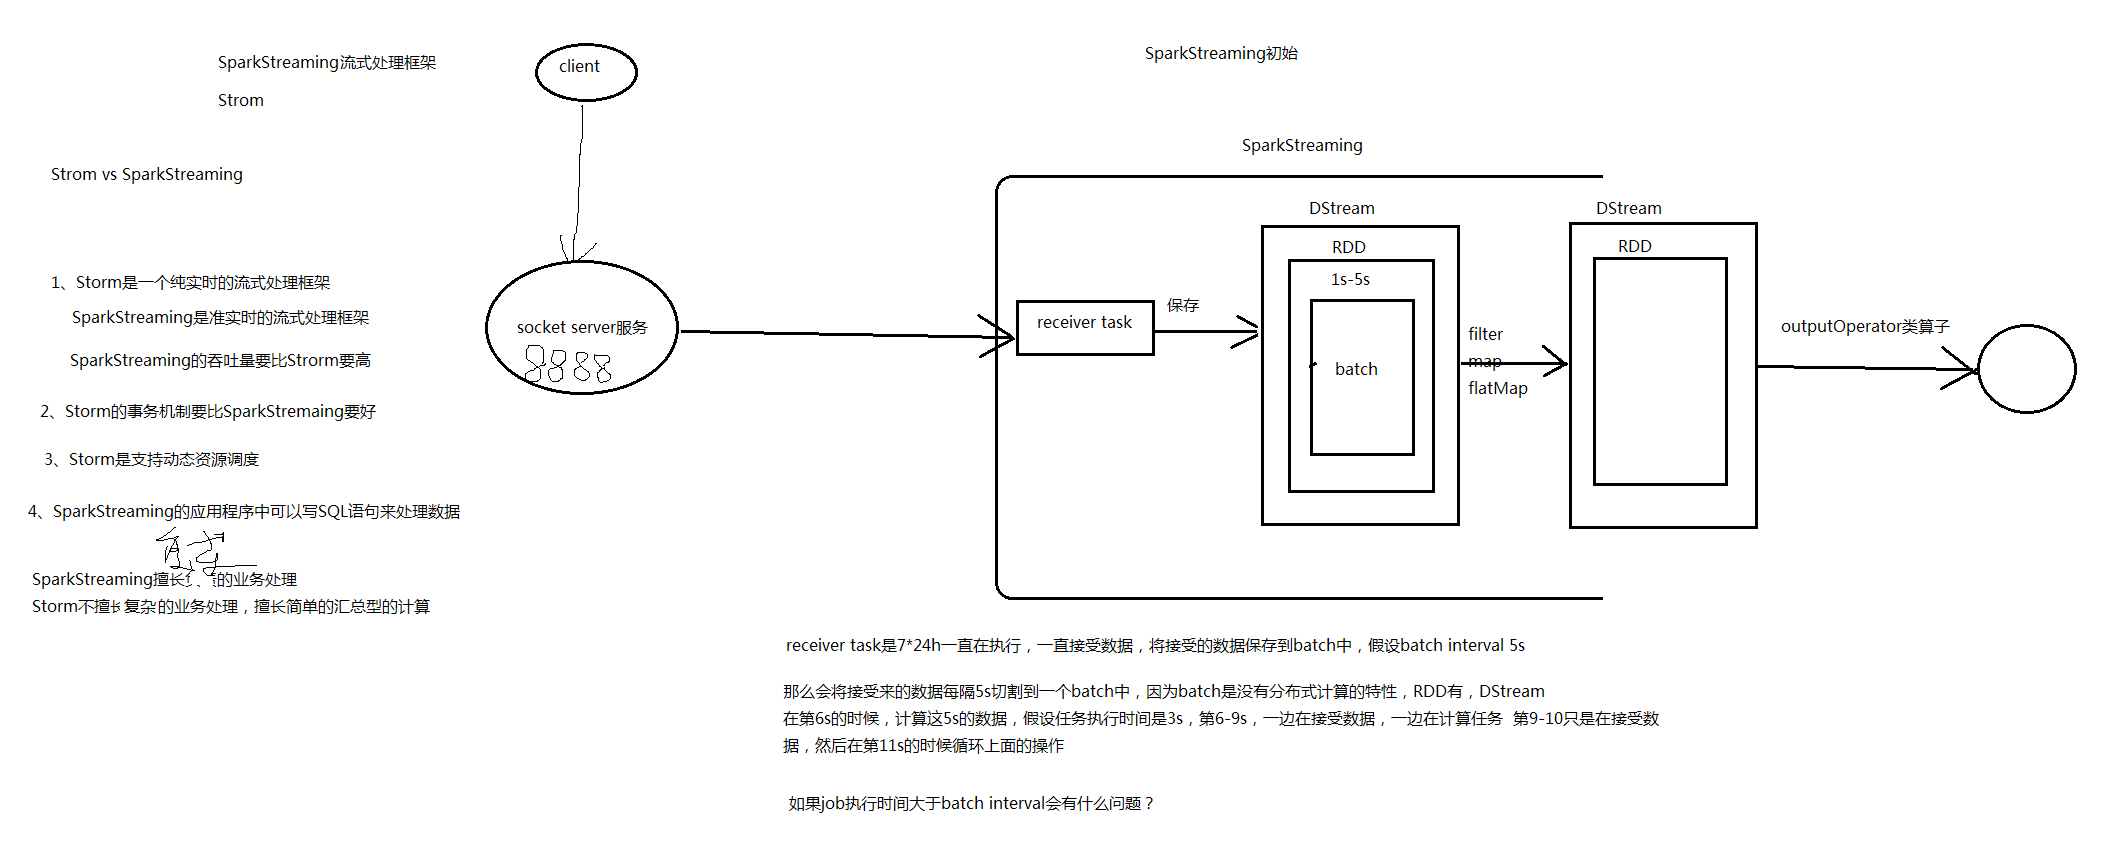 SparkStreaming流式处理框架
Strom
Strom vs SparkStreaming
1、Storm是一个纯实时的流式处理框架
SparkStreaming是准实时的流式处理框架
SparkStreaming的吞吐量要比Strorm要高
2、Storm的事务机制要比SparkStremaing要好
3、Storm是支持动态资源调度
4、SparkStreaming的应用程序中可以写SQL语句来处理数据
SparkStreaming擅长 的业务处理
Storm不擅长复杂的业务处理，擅长简单的汇总型的计算
client
socket server服务
9888
SparkStreaming初始
SparkStreaming
receiver task
保存
DStream
RDD
1s-5s
batch
filter
map
flatMap
DStream
RDD
outputOperator类算子
receiver task是7*24h一直在执行，一直接受数据，将接受的数据保存到batch中，假设batch interval 5s
那么会将接受来的数据每隔5s切割到一个batch中，因为batch是没有分布式计算的特性，RDD有，DStream
在第6s的时候，计算这5s的数据，假设任务执行时间是3s，第6-9s，一边在接受数据，一边在计算任务 第9-10只是在接受数
据，然后在第11s的时候循环上面的操作
如果job执行时间大于batch interval会有什么问题？